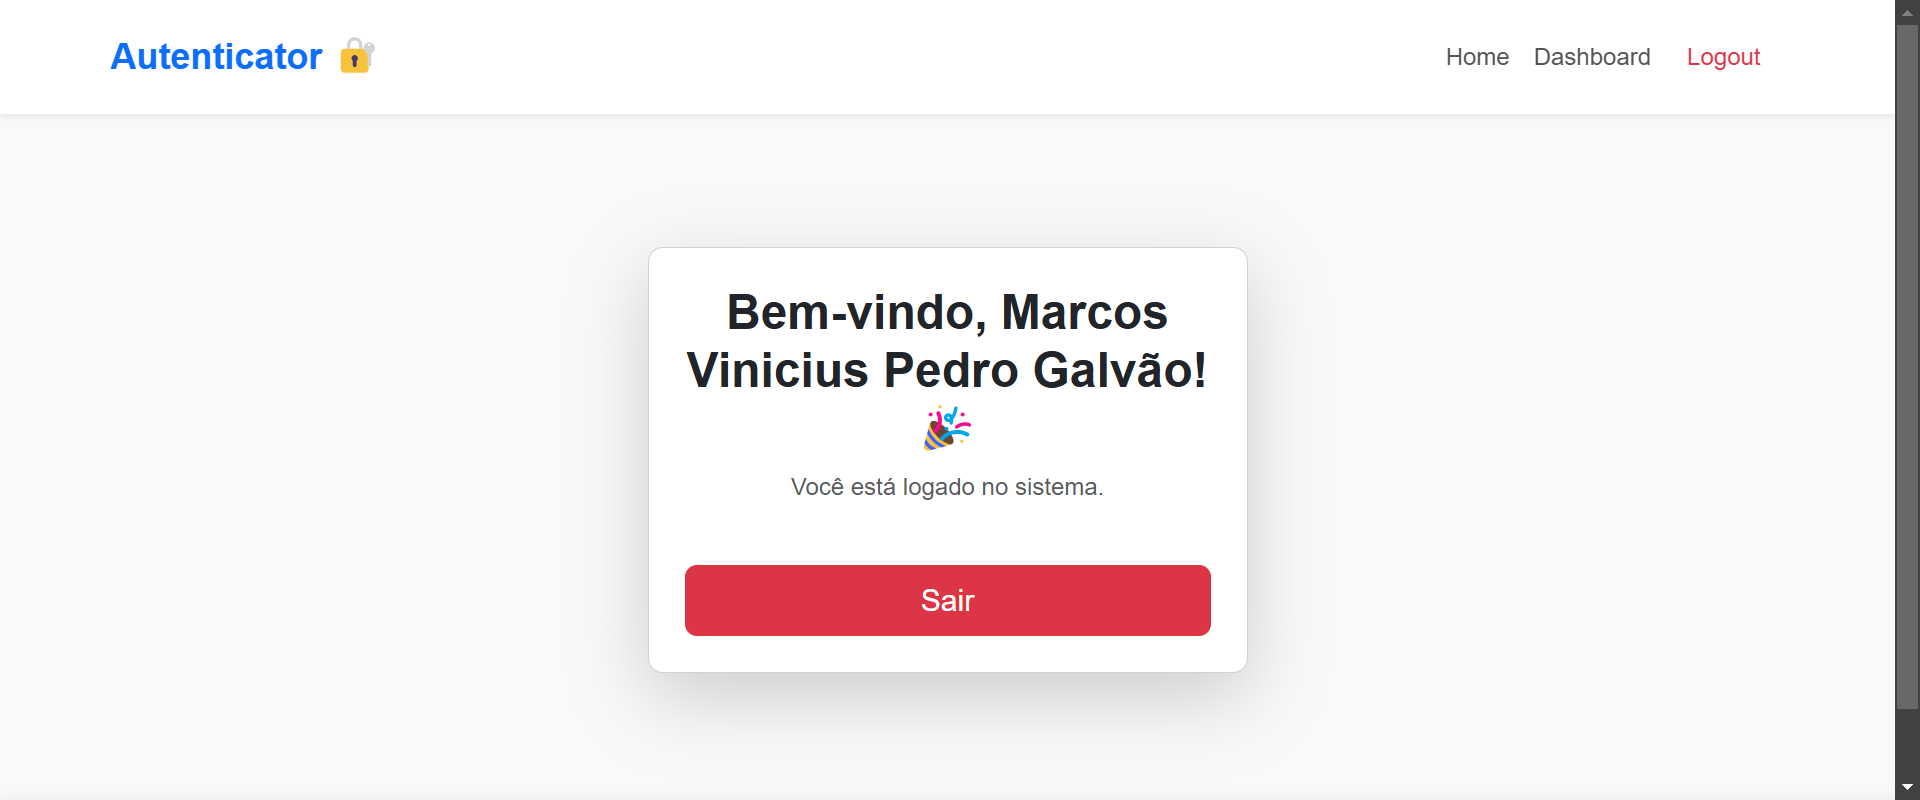 Autenticator 🔐
Home Dashboard Logout
Bem-vindo, Marcos
Vinicius Pedro Galvão!
🎉
Você está logado no sistema.
Sair